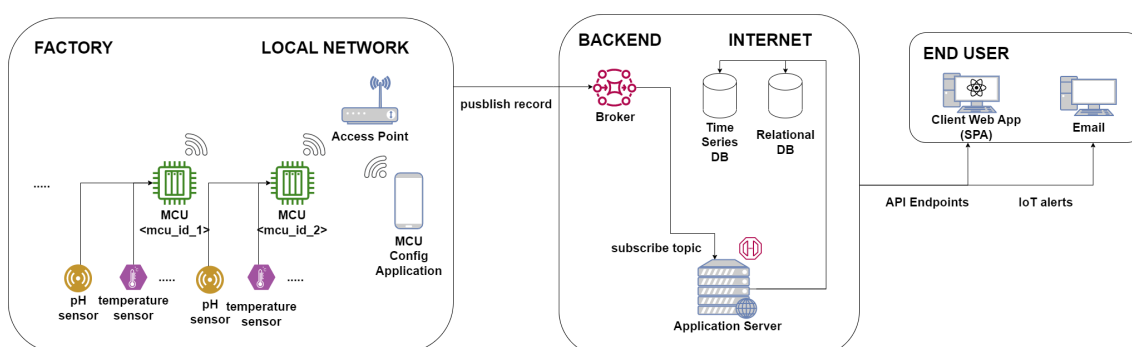 FACTORY
LOCAL NETWORK
Access Point
.....
MCU
<mcu_id_1>
MCU
<mcu_id_2>
MCU
Config
Application
pH
sensor
temperature
sensor
.....
pH
sensor
temperature
sensor
.....
pusblish record
BACKEND
INTERNET
Broker
Time
Series
DB
Relational
DB
subscribe topic
Application Server
END USER
Client Web App
(SPA)
Email
API Endpoints
IoT alerts